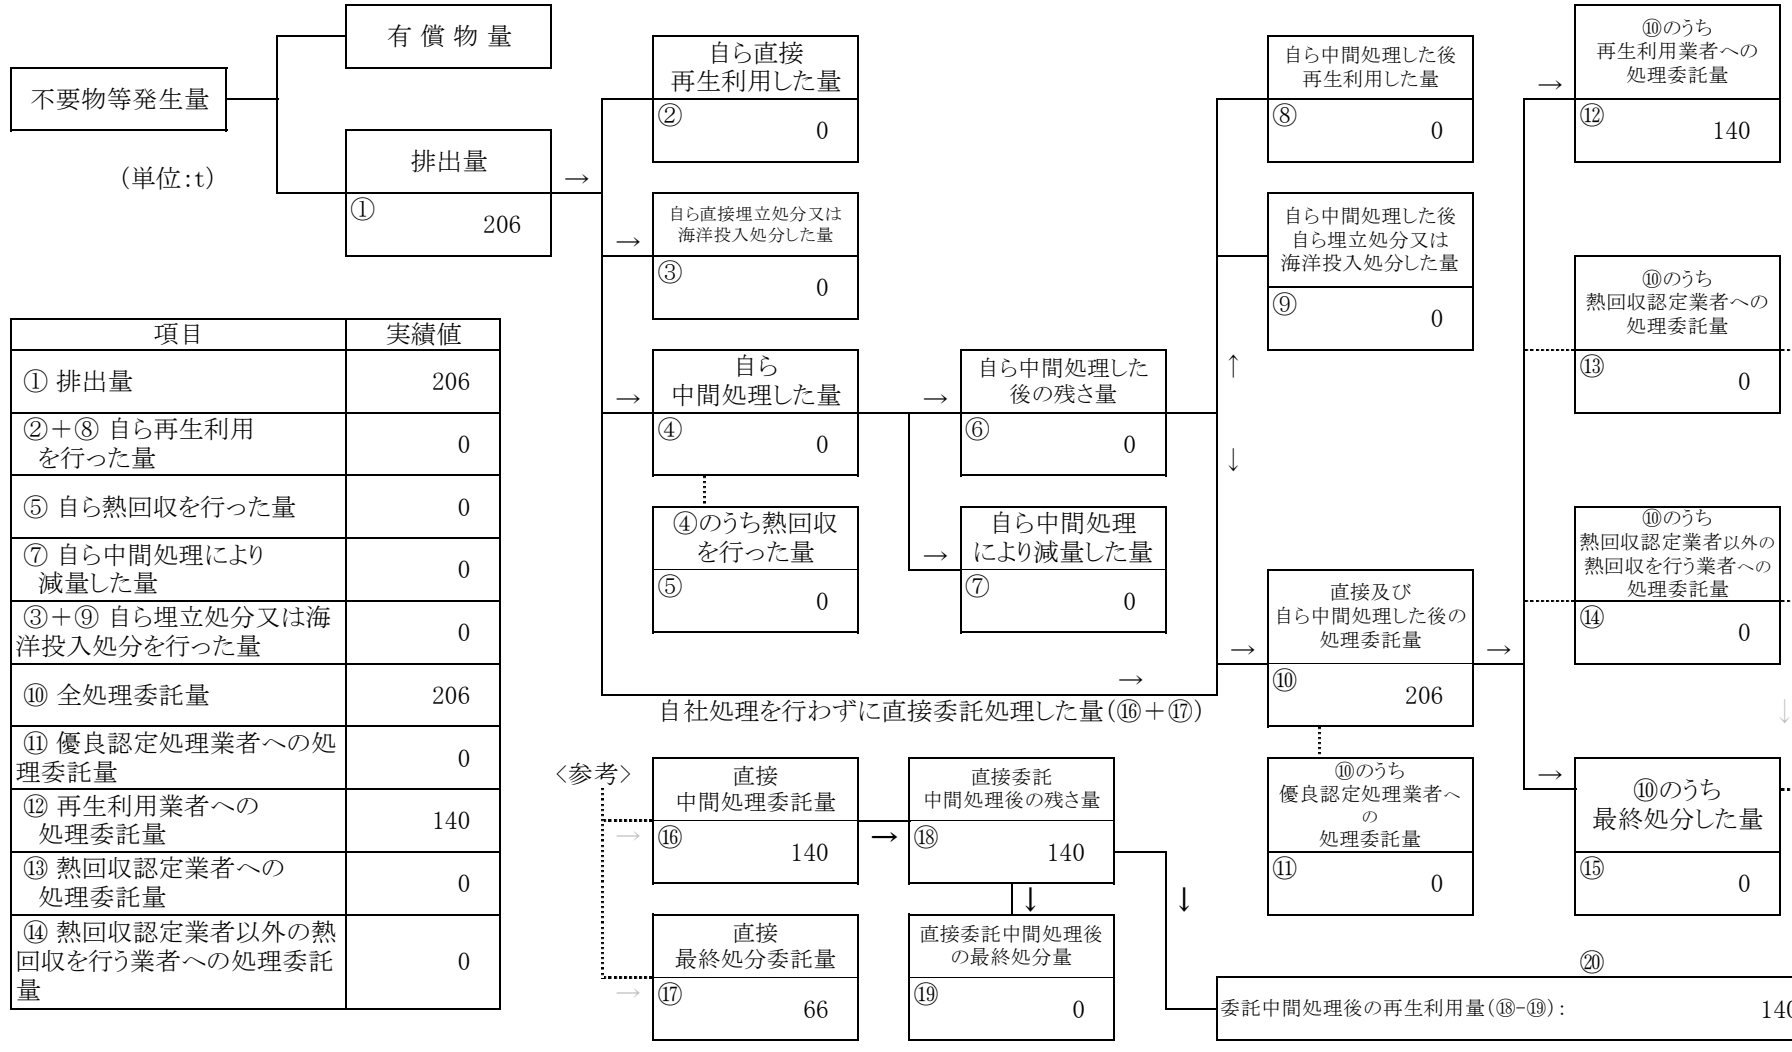 有 償 物 量
不要物等発生量
(単位:t)
排出量
→
①
206
自ら直接
再生利用した量
②
0
→
自ら直接埋立処分又は
海洋投入処分した量
③
0
→
自ら
中間処理した量
④
0
④のうち熱回収
を行った量
⑤
0
→
自ら中間処理した
後の残さ量
⑥
0
→
自ら中間処理
により減量した量
⑦
0
自ら中間処理した後
再生利用した量
⑧
0
自ら中間処理した後
自ら埋立処分又は
海洋投入処分した量
⑨
0
↑
↓
→
自社処理を行わずに直接委託処理した量(⑯+⑰)
→
直接及び
自ら中間処理した後の
処理委託量
⑩
206
→
⑩のうち
優良認定処理業者へ
の
処理委託量
⑪
0
→
⑩のうち
再生利用業者への
処理委託量
⑫
140
⑩のうち
熱回収認定業者への
処理委託量
⑬
0
⑩のうち
熱回収認定業者以外の
熱回収を行う業者への
処理委託量
⑭
0
↓
→
⑩のうち
最終処分した量
⑮
0
項目 実績値
① 排出量 206
②+⑧ 自ら再生利用
を行った量 0
⑤ 自ら熱回収を行った量 0
⑦ 自ら中間処理により
減量した量 0
③+⑨ 自ら埋立処分又は海
洋投入処分を行った量 0
⑩ 全処理委託量 206
⑪ 優良認定処理業者への処
理委託量 0
⑫ 再生利用業者への
処理委託量 140
⑬ 熱回収認定業者への
処理委託量 0
⑭ 熱回収認定業者以外の熱
回収を行う業者への処理委託
量 0
〈参考〉
→
直接
中間処理委託量
⑯
140
→
直接委託
中間処理後の残さ量
⑱
140
↓
↓
→
直接
最終処分委託量
⑰
66
直接委託中間処理後
の最終処分量
⑲
0
⑳
委託中間処理後の再生利用量(⑱-⑲): 140